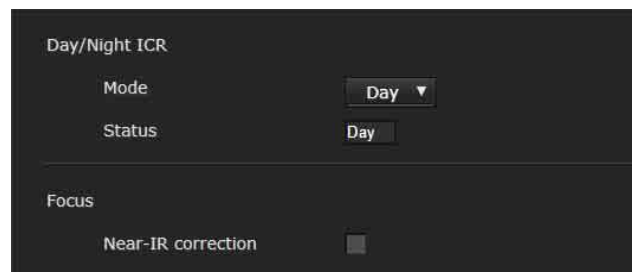 Day/Night ICR
Mode Day ▼
Status Day
Focus
Near-IR correction